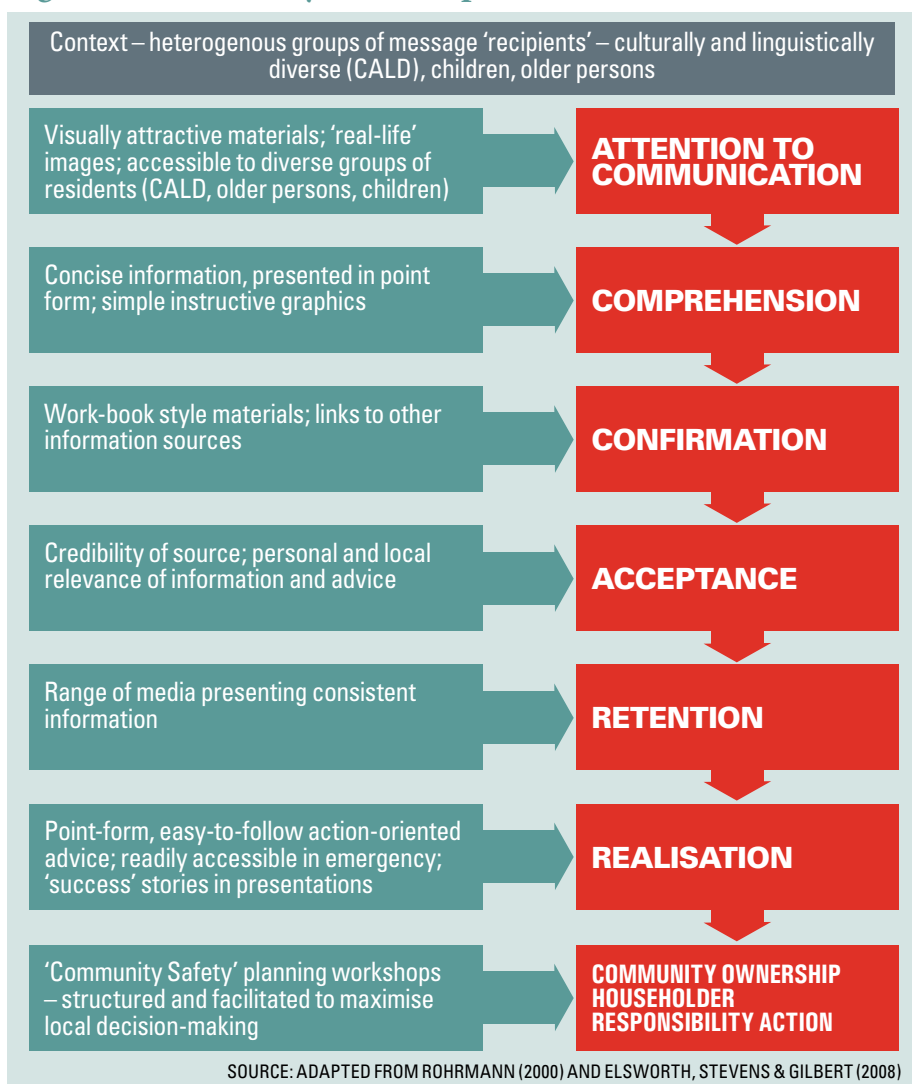 Context – heterogenous groups of message ‘recipients’ – culturally and linguistically
diverse (CALD), children, older persons
Visually attractive materials; ‘real-life’
images; accessible to diverse groups of
residents (CALD, older persons, children)
ATTENTION TO
COMMUNICATION
Concise information, presented in point
form; simple instructive graphics
COMPREHENSION
Work-book style materials; links to other
information sources
CONFIRMATION
Credibility of source; personal and local
relevance of information and advice
ACCEPTANCE
Range of media presenting consistent
information
RETENTION
Point-form, easy-to-follow action-oriented
advice; readily accessible in emergency;
‘success’ stories in presentations
REALISATION
‘Community Safety’ planning workshops
– structured and facilitated to maximise
local decision-making
COMMUNITY OWNERSHIP
HOUSEHOLDER
RESPONSIBILITY ACTION
SOURCE: ADAPTED FROM ROHRMANN (2000) AND ELSWORTH, STEVENS & GILBERT (2008)